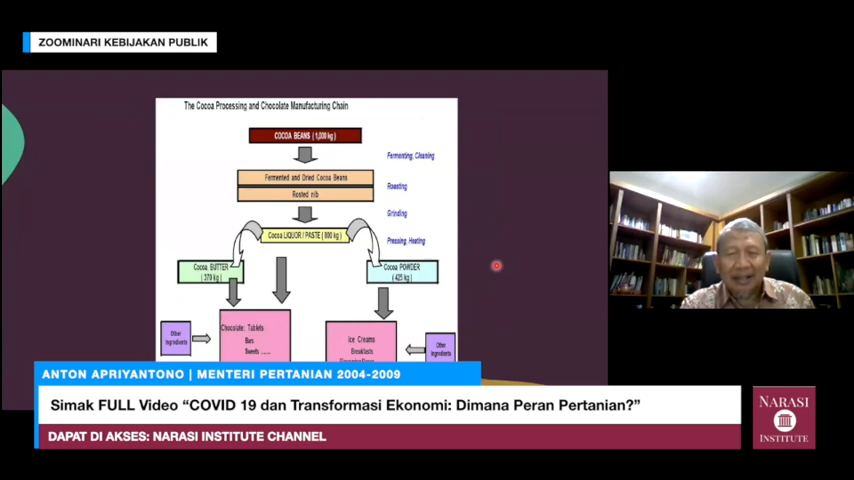 ZOOMINARI KEBIJAKAN PUBLIK
The Cocoa Processing and Chocolate Manufacturing Chain
COCOA BEANS ( 1,000 kg )
Fermenting, Cleaning
Fermented and Dried Cocoa Beans
Roasting
Rosted nib
Grinding
Cocoa LIQUOR / PASTE ( 800 kg )
Pressing, Heating
Cocoa BUTTER
( 370 kg )
Cocoa POWDER
( 425 kg )
Other
ingredients
Chocolate: Tablets
Bars
Sweets ......
Ice Creams
Breakfasts
Other
ingredients
ANTON APRIYANTONO | MENTERI PERTANIAN 2004-2009
Simak FULL Video “COVID 19 dan Transformasi Ekonomi: Dimana Peran Pertanian?”
DAPAT DI AKSES: NARASI INSTITUTE CHANNEL
NARASI
INSTITUTE